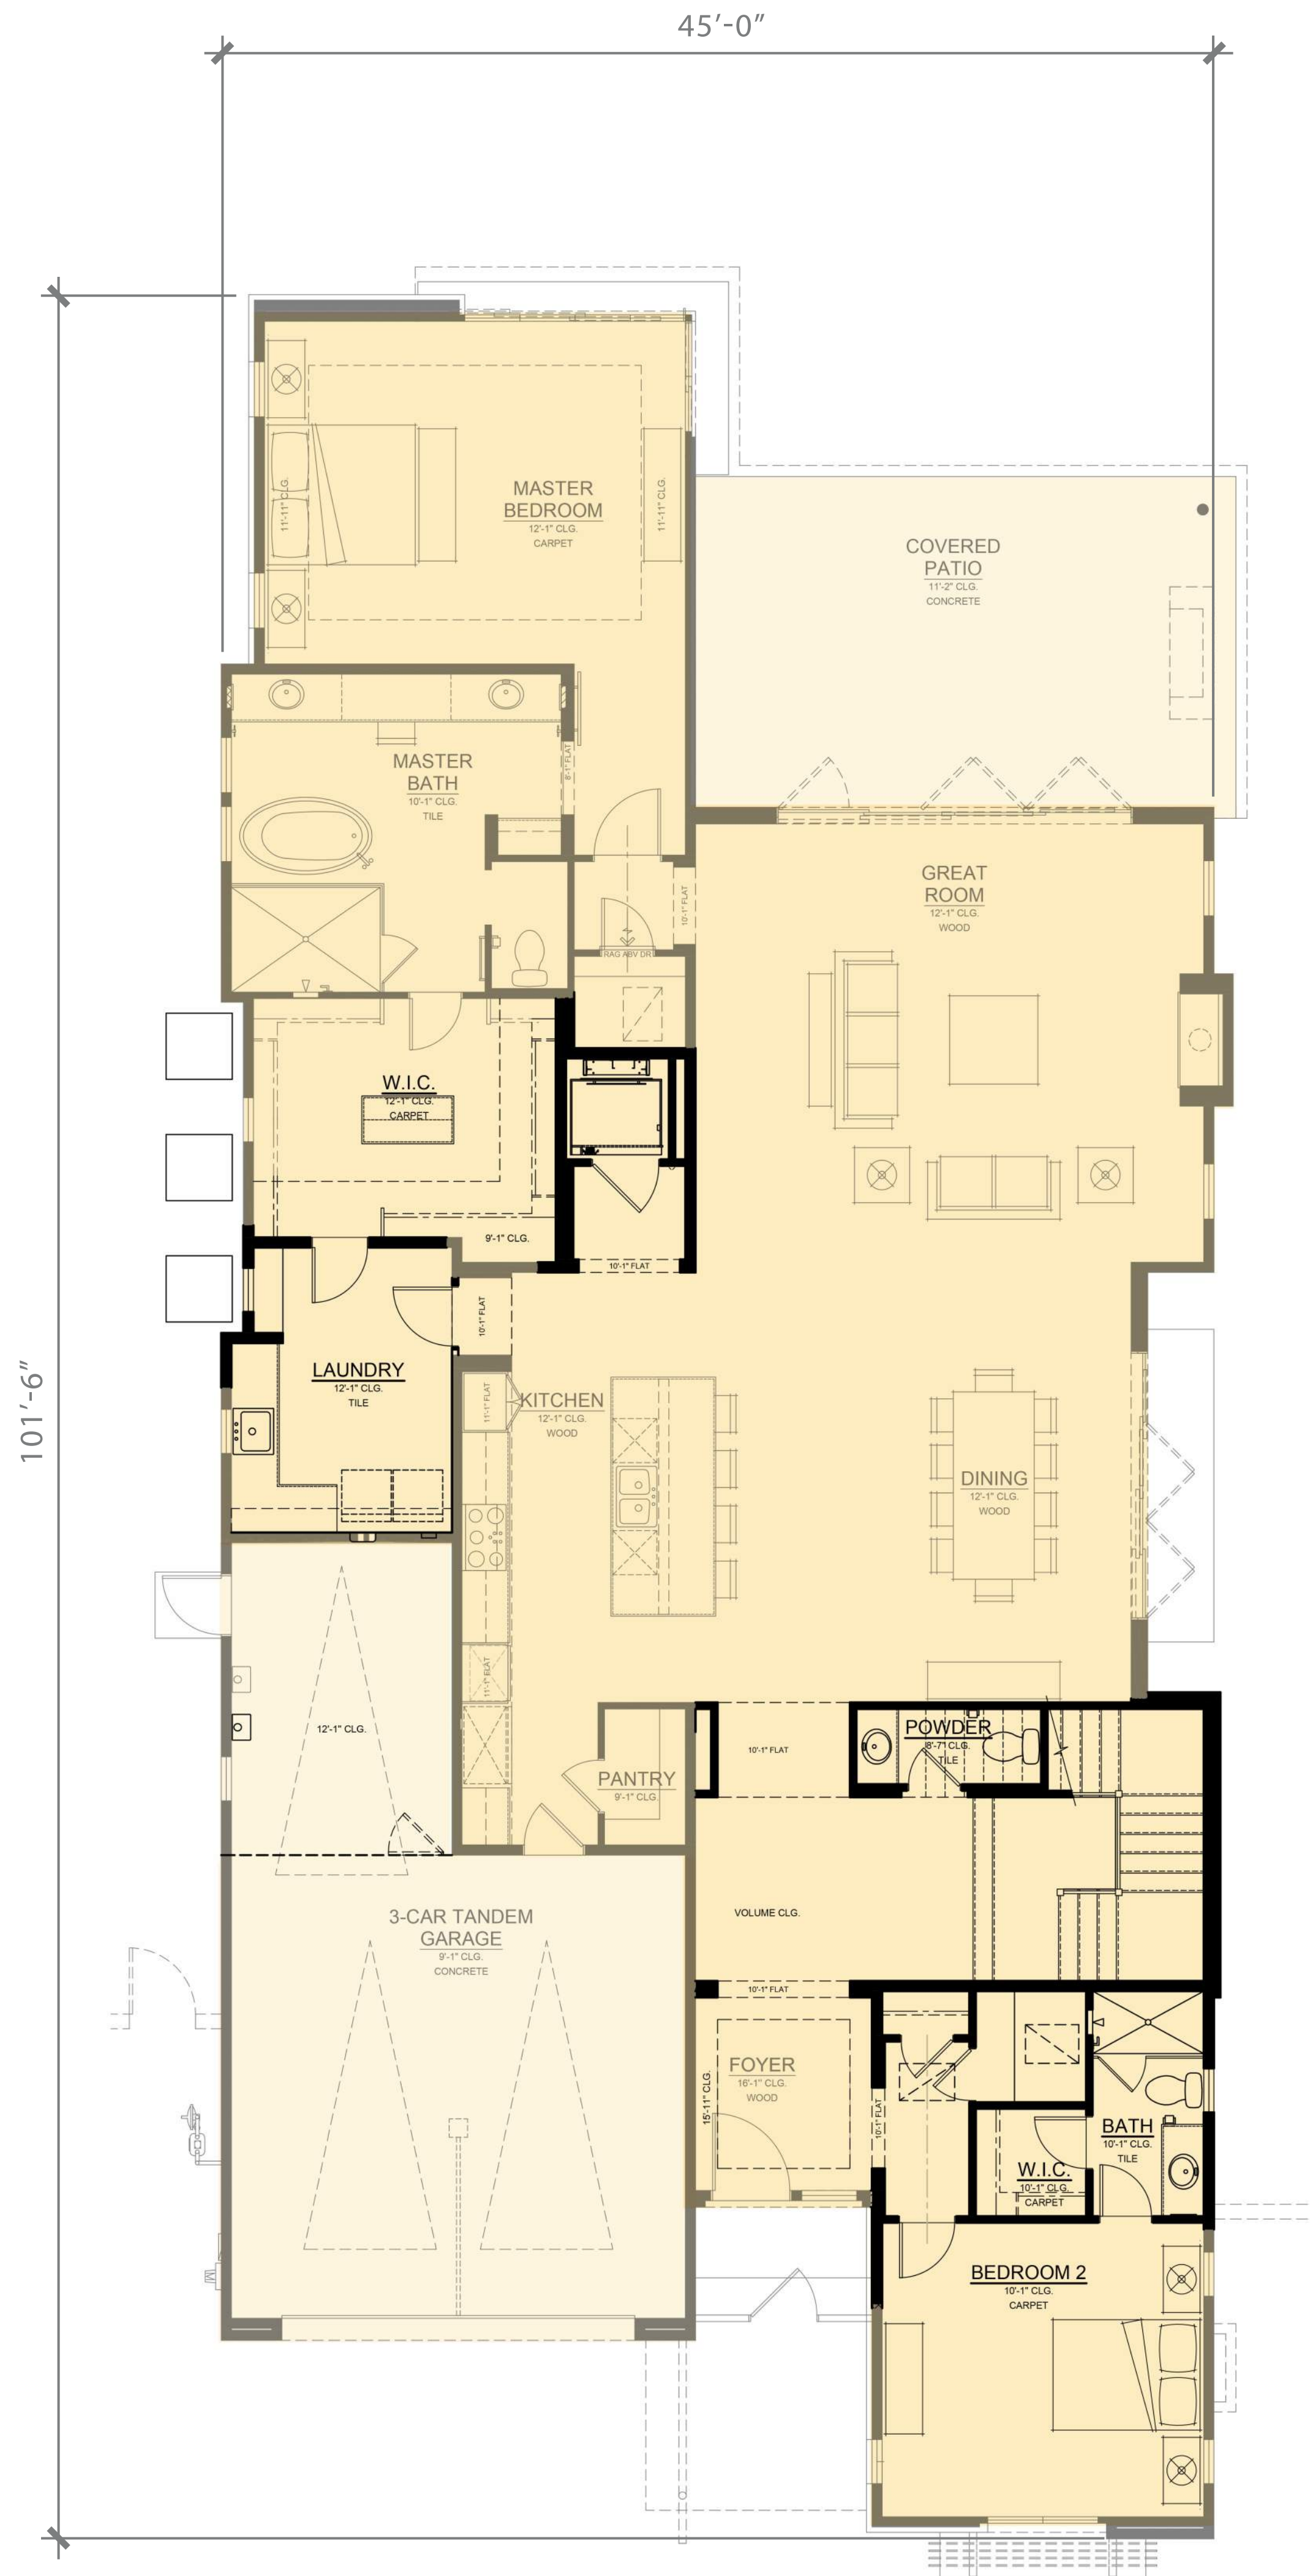 45'-0"
101'-6"
MASTER
BEDROOM
12'-1" CLG.
CARPET
11'-11" CLG.
11'-11" CLG.
COVERED
PATIO
11'-2" CLG.
CONCRETE
MASTER
BATH
10'-1" CLG.
TILE
8'-1" FLAT
10'-1" FLAT
GREAT
ROOM
12'-1" CLG.
WOOD
W.I.C.
12'-1" CLG.
CARPET
9'-1" CLG.
10'-1" FLAT
10'-1" FLAT
LAUNDRY
12'-1" CLG.
TILE
11'-1" FLAT
KITCHEN
12'-1" CLG.
WOOD
DINING
12'-1" CLG.
WOOD
11'-1" FLAT
12'-1" CLG.
PANTRY
9'-1" CLG.
10'-1" FLAT
POWDER
8'-7" CLG.
TILE
VOLUME CLG.
3-CAR TANDEM
GARAGE
9'-1" CLG.
CONCRETE
10'-1" FLAT
FOYER
16'-1" CLG.
WOOD
15'-11" CLG.
10'-1" FLAT
BATH
10'-1" CLG.
TILE
W.I.C.
10'-1" CLG.
CARPET
M
BEDROOM 2
10'-1" CLG.
CARPET